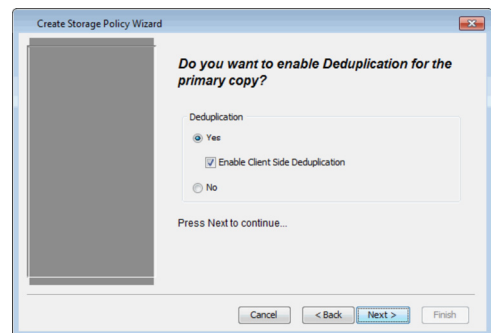 Create Storage Policy Wizard
Do you want to enable Deduplication for the
primary copy?
Deduplication
Yes
Enable Client Side Deduplication
No
Press Next to continue...
Cancel
< Back
Next >
Finish